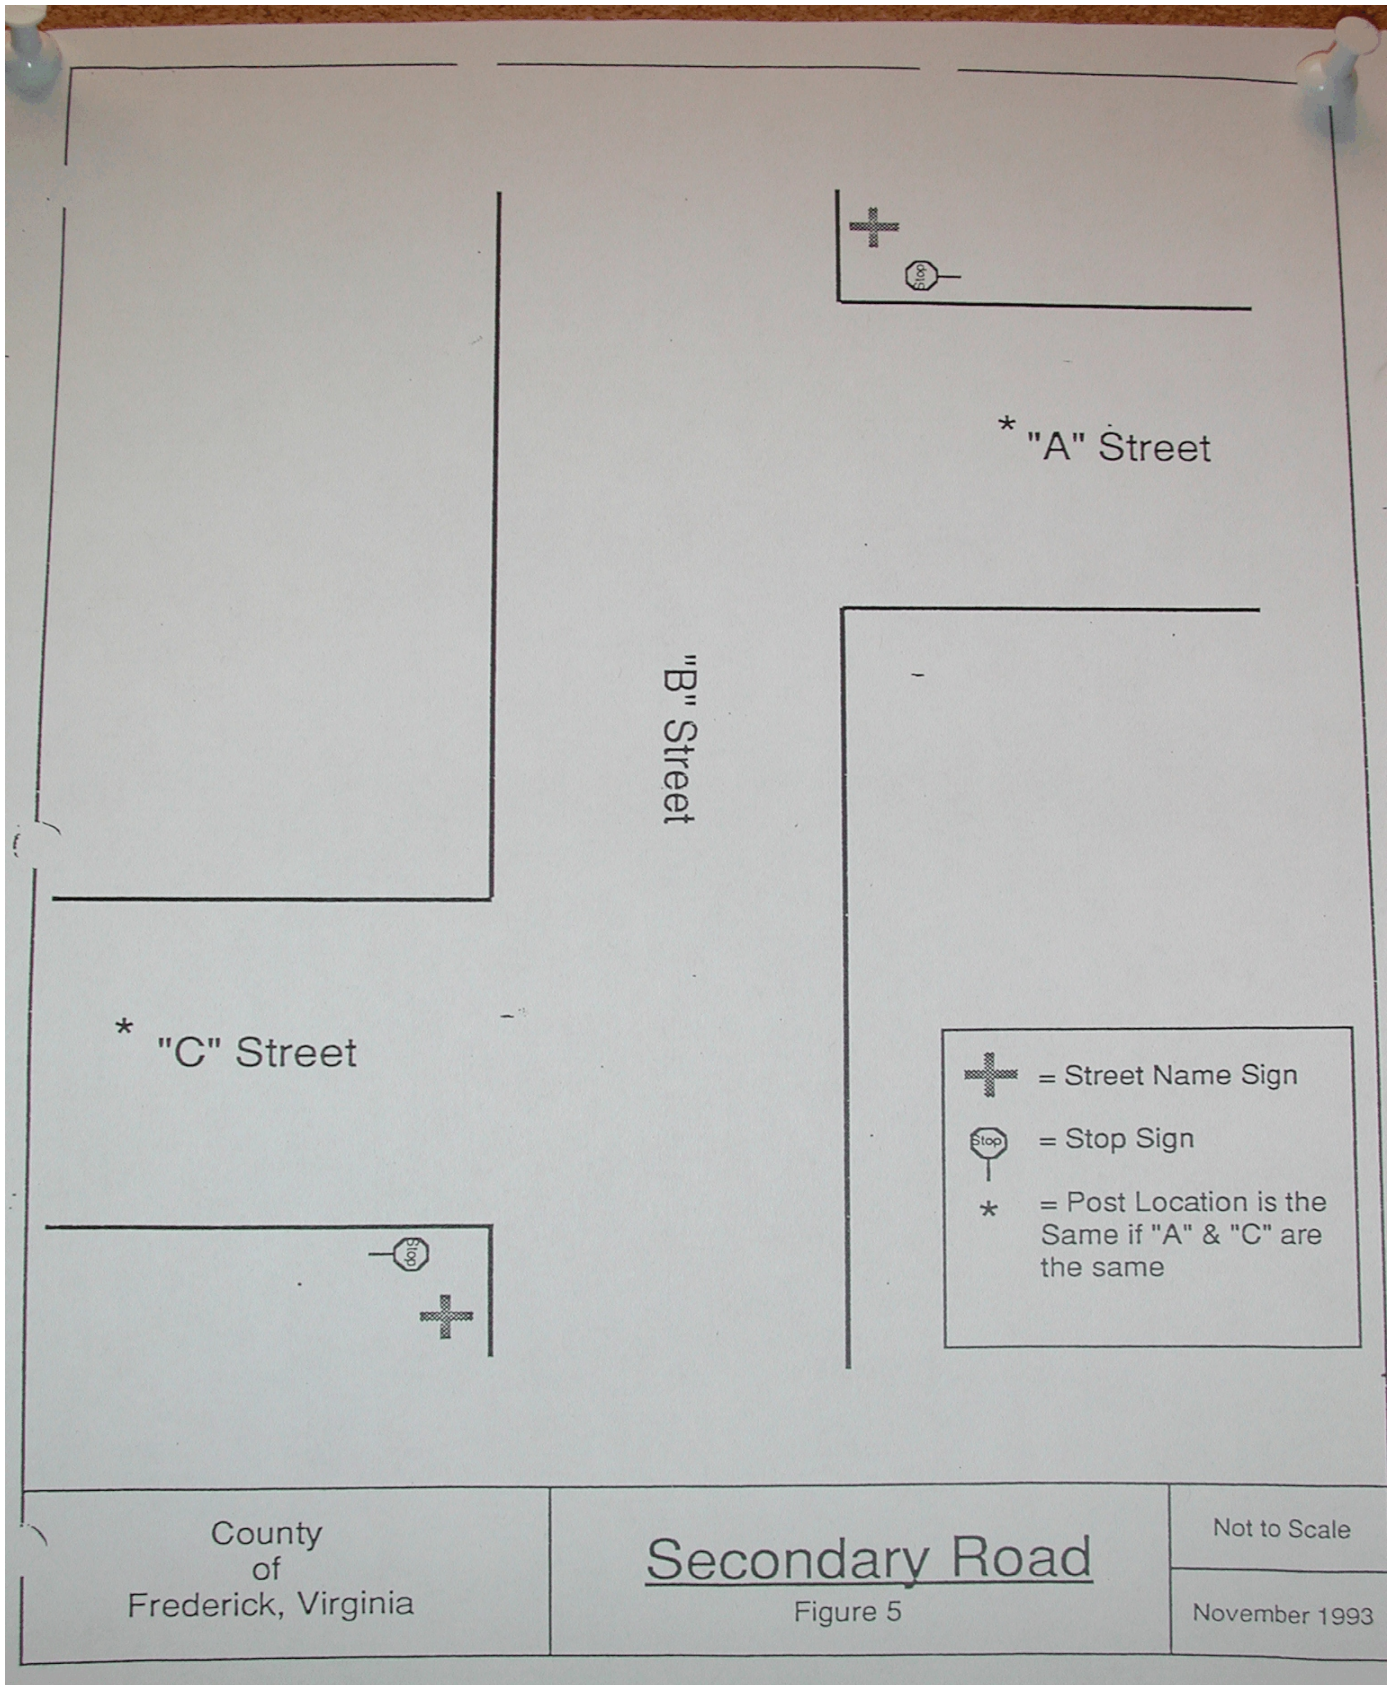 Stop
* "A" Street
"B" Street
* "C" Street
Stop
= Street Name Sign
Stop = Stop Sign
* = Post Location is the
Same if "A" & "C" are
the same
County
of
Frederick, Virginia
Secondary Road
Figure 5
Not to Scale
November 1993